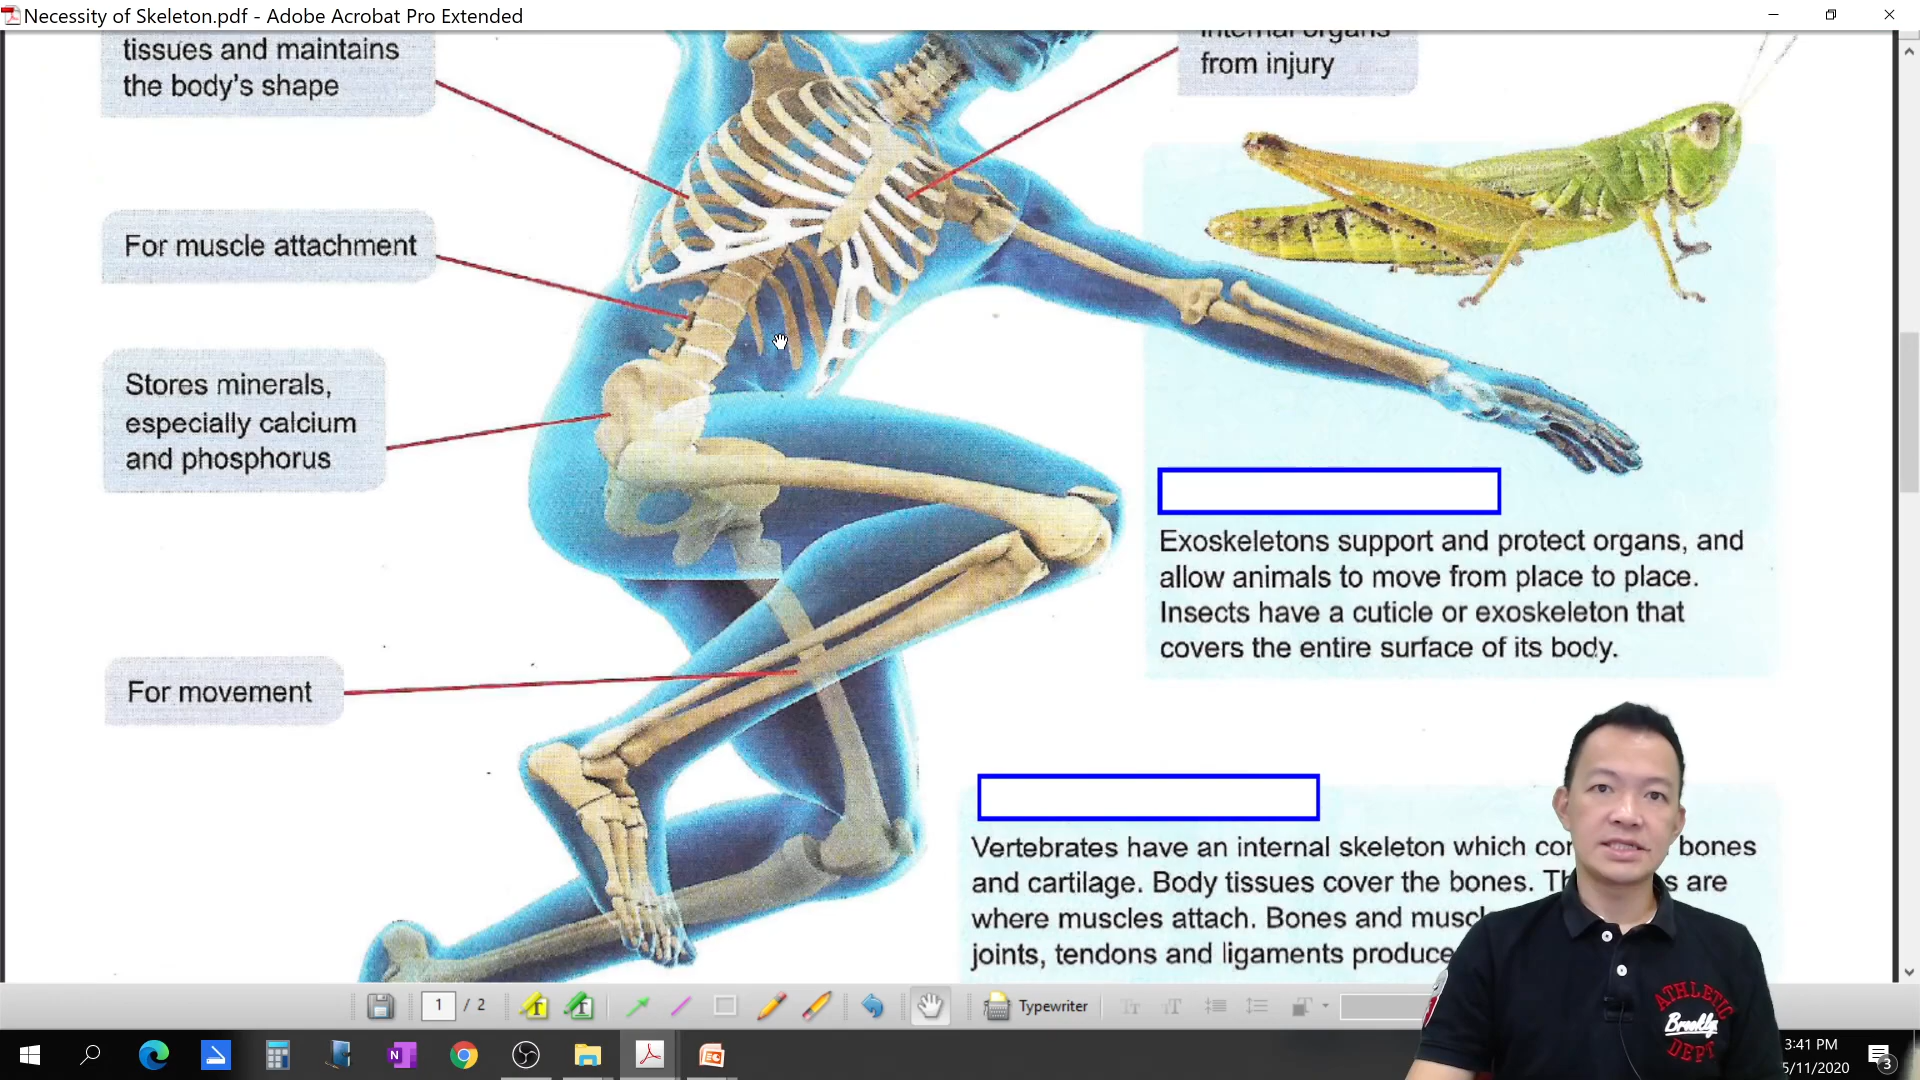 Necessity of Skeleton.pdf - Adobe Acrobat Pro Extended
tissues and maintains
the body's shape
internal organs
from injury
For muscle attachment
Stores minerals,
especially calcium
and phosphorus
For movement
Exoskeletons support and protect organs, and
allow animals to move from place to place.
Insects have a cuticle or exoskeleton that
covers the entire surface of its body.
Vertebrates have an internal skeleton which bones
and cartilage. Body tissues cover the bones. are
where muscles attach. Bones and
joints, tendons and ligaments
1 / 2
Typewriter
ATHLETIC
Brooklyn
DEPT
3:41 PM
5/11/2020
3